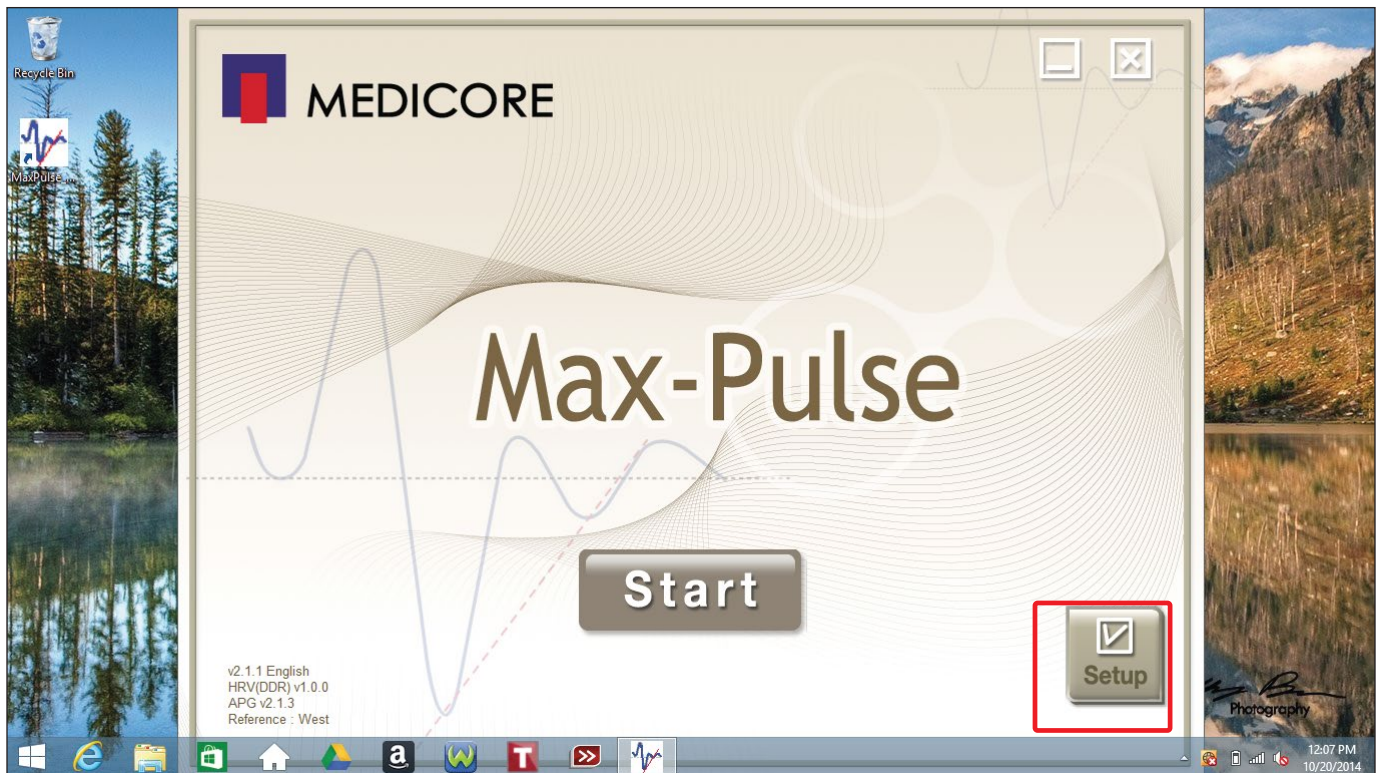 Recycle Bin
MaxPulse ...
MEDICORE
Max-Pulse
Start
Setup
v2.1.1 English
HRV(DDR) v1.0.0
APG v2.1.3
Reference : West
Photography
a
T
12:07 PM
10/20/2014